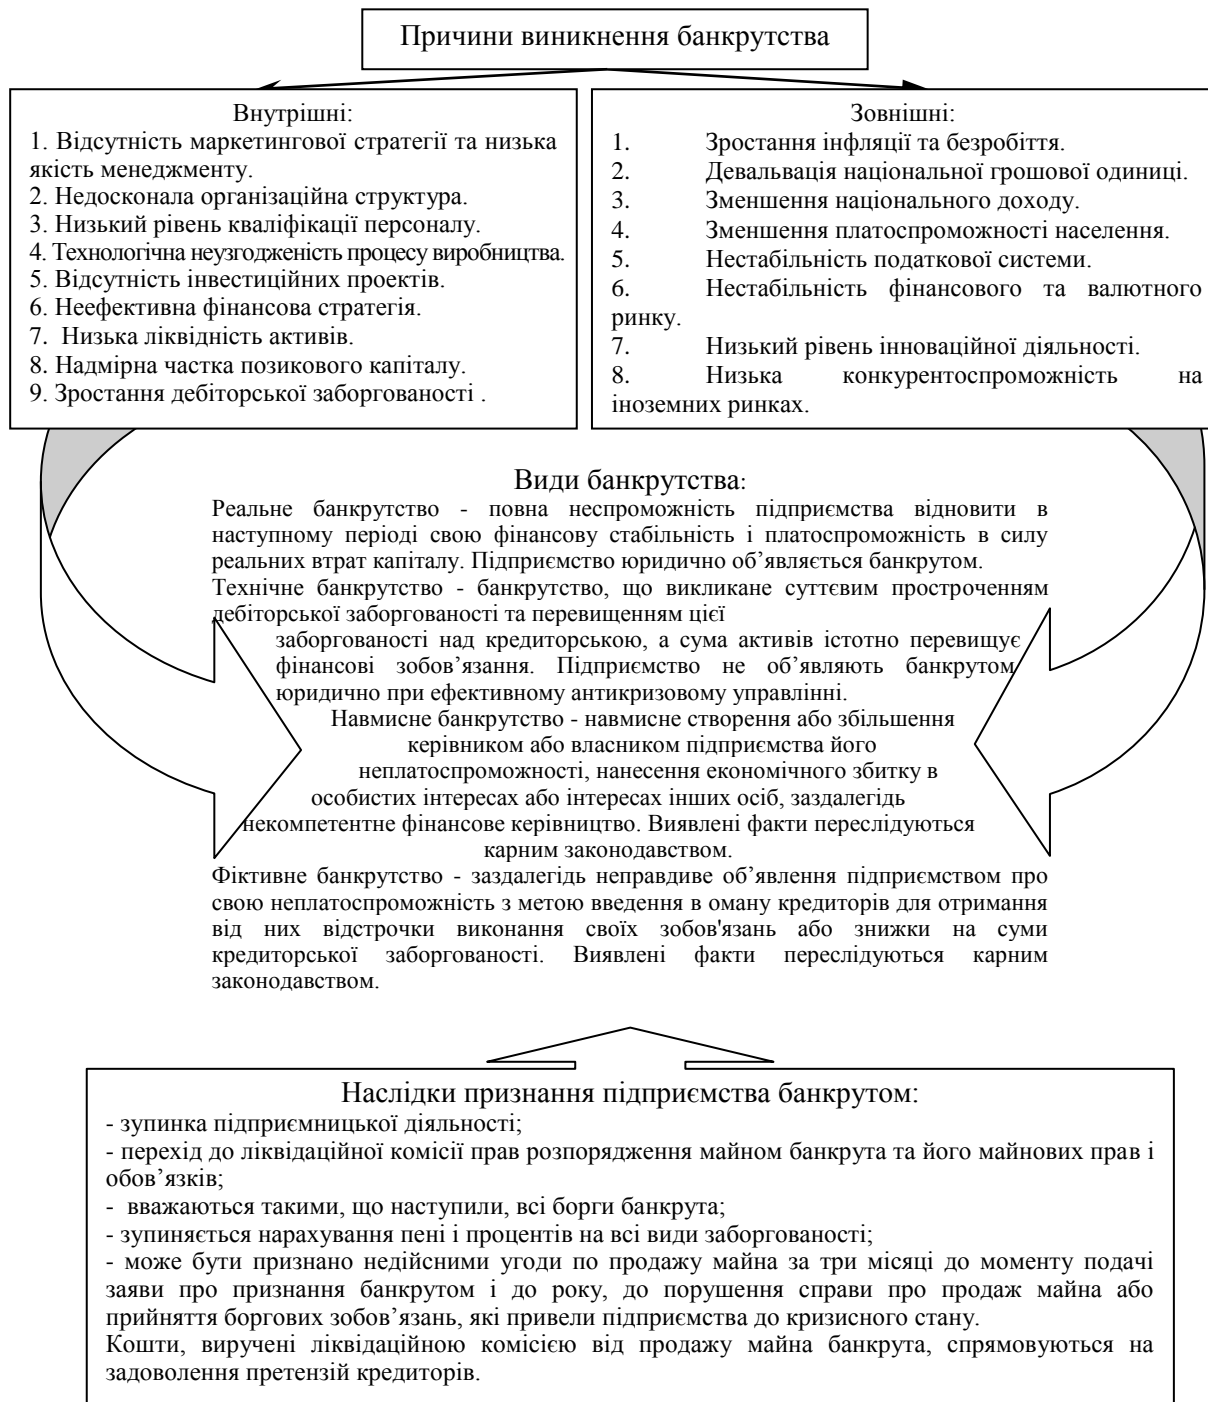 Причини виникнення банкрутства
Внутрішні:
1. Відсутність маркетингової стратегії та низька
якість менеджменту.
2. Недосконала організаційна структура.
3. Низький рівень кваліфікації персоналу.
4. Технологічна неузгодженість процесу виробництва.
5. Відсутність інвестиційних проектів.
6. Неефективна фінансова стратегія.
7. Низька ліквідність активів.
8. Надмірна частка позикового капіталу.
9. Зростання дебіторської заборгованості .
Зовнішні:
1. Зростання інфляції та безробіття.
2. Девальвація національної грошової одиниці.
3. Зменшення національного доходу.
4. Зменшення платоспроможності населення.
5. Нестабільність податкової системи.
6. Нестабільність фінансового та валютного
ринку.
7. Низький рівень інноваційної діяльності.
8. Низька конкурентоспроможність на
іноземних ринках.
Види банкрутства:
Реальне банкрутство - повна неспроможність підприємства відновити в
наступному періоді свою фінансову стабільність і платоспроможність в силу
реальних втрат капіталу. Підприємство юридично об’являється банкрутом.
Технічне банкрутство - банкрутство, що викликане суттєвим простроченням
дебіторської заборгованості та перевищенням цієї
заборгованості над кредиторською, а сума активів істотно перевищує
фінансові зобов’язання. Підприємство не об’являють банкрутом
юридично при ефективному антикризовому управлінні.
Навмисне банкрутство - навмисне створення або збільшення
керівником або власником підприємства його
неплатоспроможності, нанесення економічного збитку в
особистих інтересах або інтересах інших осіб, заздалегідь
некомпетентне фінансове керівництво. Виявлені факти переслідуються
карним законодавством.
Фіктивне банкрутство - заздалегідь неправдиве об’явлення підприємством про
свою неплатоспроможність з метою введення в оману кредиторів для отримання
від них відстрочки виконання своїх зобов'язань або знижки на суми
кредиторської заборгованості. Виявлені факти переслідуються карним
законодавством.
Наслідки признання підприємства банкрутом:
- зупинка підприємницької діяльності;
- перехід до ліквідаційної комісії прав розпорядження майном банкрута та його майнових прав і
обов’язків;
- вважаються такими, що наступили, всі борги банкрута;
- зупиняється нарахування пені і процентів на всі види заборгованості;
- може бути признано недійсними угоди по продажу майна за три місяці до моменту подачі
заяви про признання банкрутом і до року, до порушення справи про продаж майна або
прийняття боргових зобов’язань, які привели підприємства до кризисного стану.
Кошти, виручені ліквідаційною комісією від продажу майна банкрута, спрямовуються на
задоволення претензій кредиторів.